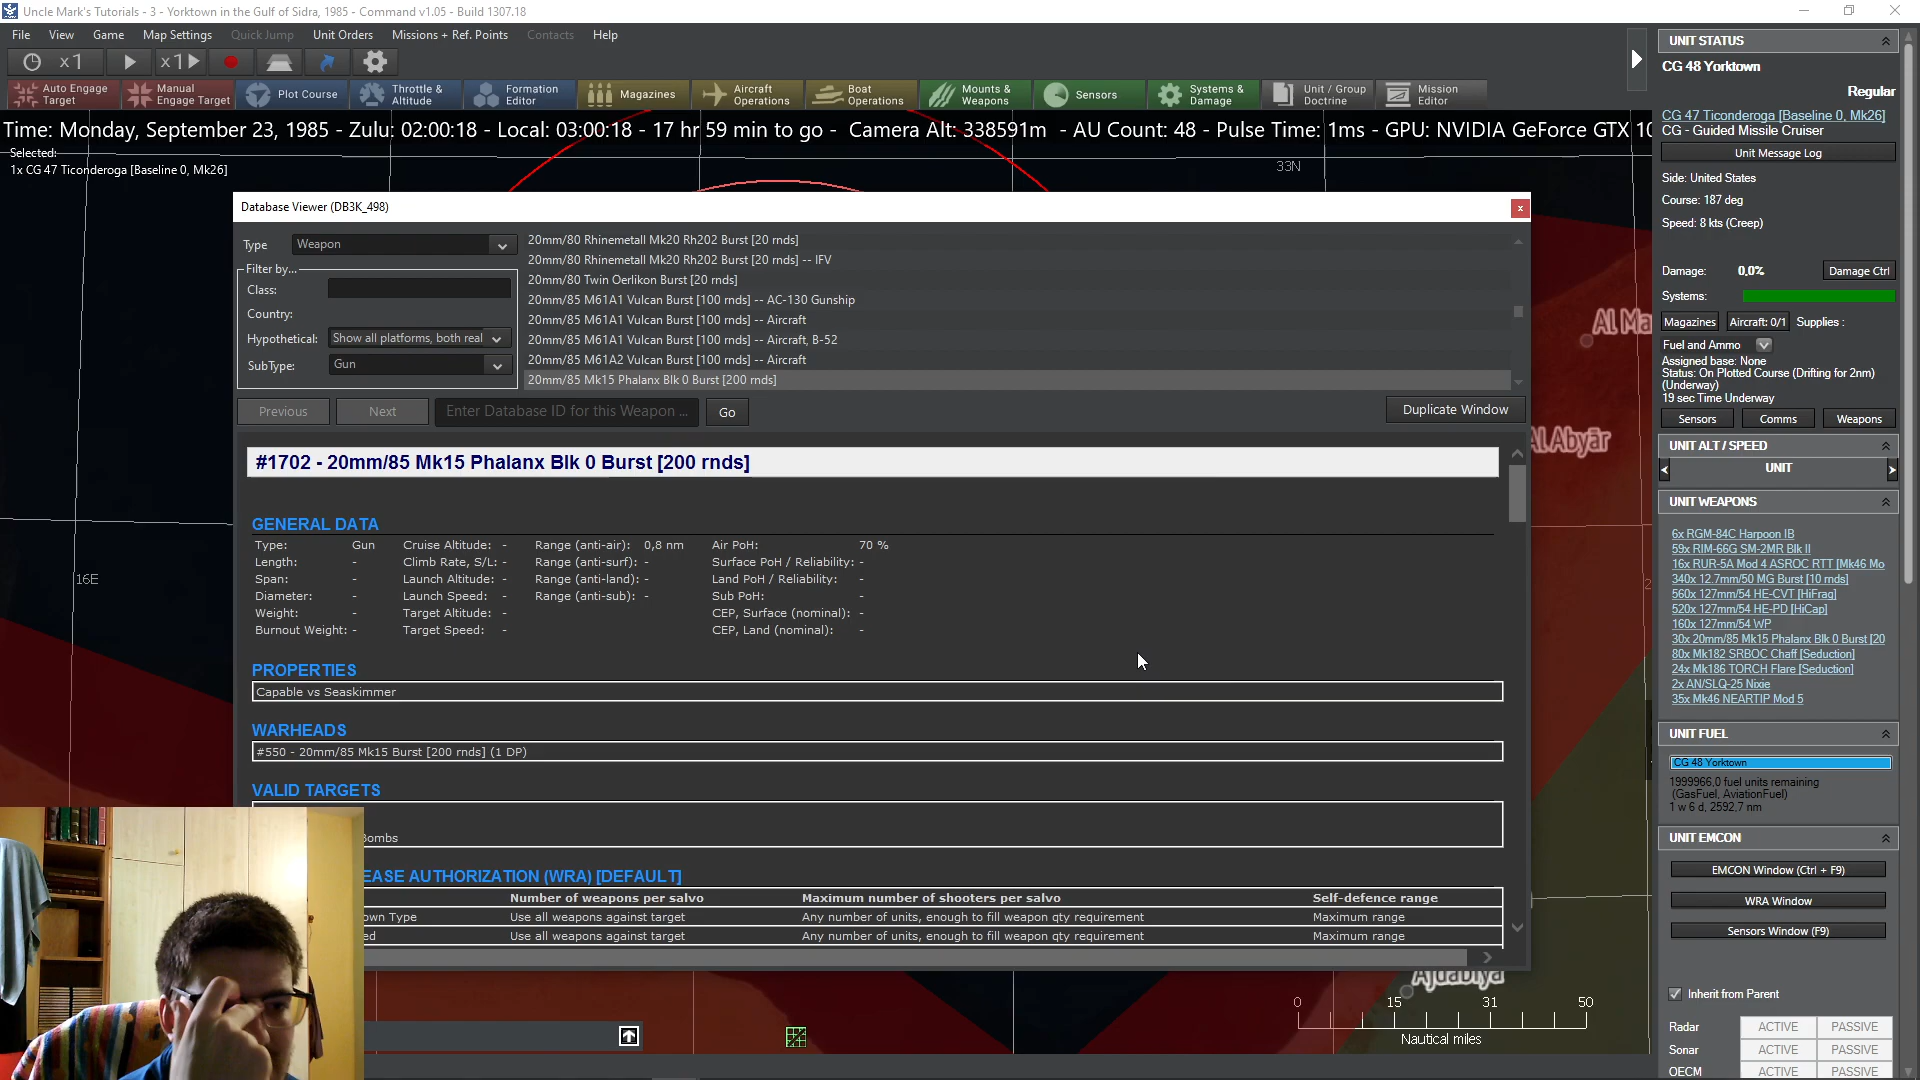 Uncle Mark's Tutorials - 3 - Yorktown in the Gulf of Sidra, 1985 - Command v1.05 - Build 1307.18
File View Game Map Settings Quick Jump Unit Orders Missions + Ref. Points Contacts Help
x1 x1
Auto Engage Target
Manual Engage Target
Plot Course
Throttle & Altitude
Formation Editor
Magazines
Aircraft Operations
Boat Operations
Mounts & Weapons
Sensors
Systems & Damage
Unit / Group Doctrine
Mission Editor
Time: Monday, September 23, 1985 - Zulu: 02:00:18 - Local: 03:00:18 - 17 hr 59 min to go - Camera Alt: 338591m - AU Count: 48 - Pulse Time: 1ms - GPU: NVIDIA GeForce GTX 10
Selected:
1x CG 47 Ticonderoga [Baseline 0, Mk26]
33N
16E
Database Viewer (DB3K_498)
Type Weapon
Filter by...
Class:
Country:
Hypothetical: Show all platforms, both real
SubType: Gun
20mm/80 Rhinemetall Mk20 Rh202 Burst [20 rnds]
20mm/80 Rhinemetall Mk20 Rh202 Burst [20 rnds] -- IFV
20mm/80 Twin Oerlikon Burst [20 rnds]
20mm/85 M61A1 Vulcan Burst [100 rnds] -- AC-130 Gunship
20mm/85 M61A1 Vulcan Burst [100 rnds] -- Aircraft
20mm/85 M61A1 Vulcan Burst [100 rnds] -- Aircraft, B-52
20mm/85 M61A2 Vulcan Burst [100 rnds] -- Aircraft
20mm/85 Mk15 Phalanx Blk 0 Burst [200 rnds]
Previous Next Enter Database ID for this Weapon ... Go Duplicate Window
#1702 - 20mm/85 Mk15 Phalanx Blk 0 Burst [200 rnds]
GENERAL DATA
Type: Gun Cruise Altitude: - Range (anti-air): 0,8 nm Air PoH: 70 %
Length: - Climb Rate, S/L: - Range (anti-surf): - Surface PoH / Reliability: -
Span: - Launch Altitude: - Range (anti-land): - Land PoH / Reliability: -
Diameter: - Launch Speed: - Range (anti-sub): - Sub PoH: -
Weight: - Target Altitude: - CEP, Surface (nominal): -
Burnout Weight: - Target Speed: - CEP, Land (nominal): -
PROPERTIES
Capable vs Seaskimmer
WARHEADS
#550 - 20mm/85 Mk15 Burst [200 rnds] (1 DP)
VALID TARGETS
Bombs
EASE AUTHORIZATION (WRA) [DEFAULT]
Number of weapons per salvo Maximum number of shooters per salvo Self-defence range
own Type Use all weapons against target Any number of units, enough to fill weapon qty requirement Maximum range
ed Use all weapons against target Any number of units, enough to fill weapon qty requirement Maximum range
Al Ma
Al Abyār
Ajdabiya
0 15 31 50
Nautical miles
UNIT STATUS
CG 48 Yorktown
Regular
CG 47 Ticonderoga [Baseline 0, Mk26]
CG - Guided Missile Cruiser
Unit Message Log
Side: United States
Course: 187 deg
Speed: 8 kts (Creep)
Damage: 0,0% Damage Ctrl
Systems:
Magazines Aircraft: 0/1 Supplies :
Fuel and Ammo
Assigned base: None
Status: On Plotted Course (Drifting for 2nm)
(Underway)
19 sec Time Underway
Sensors Comms Weapons
UNIT ALT / SPEED
UNIT
UNIT WEAPONS
6x RGM-84C Harpoon IB
59x RIM-66G SM-2MR Blk II
16x RUR-5A Mod 4 ASROC RTT [Mk46 Mo
340x 12.7mm/50 MG Burst [10 rnds]
560x 127mm/54 HE-CVT [HiFrag]
520x 127mm/54 HE-PD [HiCap]
160x 127mm/54 WP
30x 20mm/85 Mk15 Phalanx Blk 0 Burst [20
80x Mk182 SRBOC Chaff [Seduction]
24x Mk186 TORCH Flare [Seduction]
2x AN/SLQ-25 Nixie
35x Mk46 NEARTIP Mod 5
UNIT FUEL
CG 48 Yorktown
1999966,0 fuel units remaining
(GasFuel, AviationFuel)
1 w 6 d, 2592,7 nm
UNIT EMCON
EMCON Window (Ctrl + F9)
WRA Window
Sensors Window (F9)
Inherit from Parent
Radar ACTIVE PASSIVE
Sonar ACTIVE PASSIVE
OECM ACTIVE PASSIVE